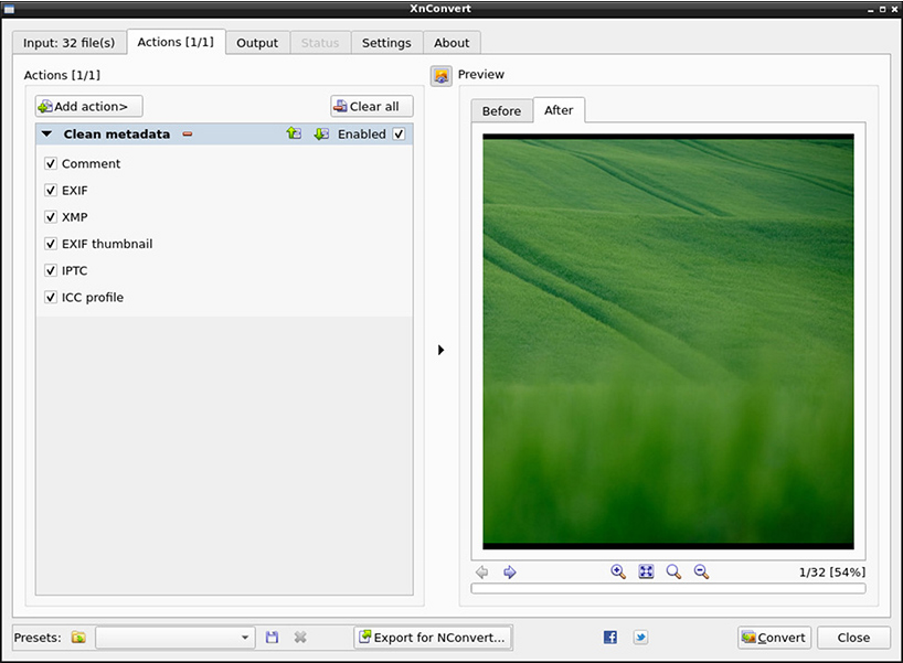 XnConvert
Input: 32 file(s) Actions [1/1] Output Status Settings About
Actions [1/1]
Preview
Add action>
Clear all
Before After
Clean metadata
Enabled
Comment
EXIF
XMP
EXIF thumbnail
IPTC
ICC profile
1/32 [54%]
Presets:
Export for NConvert...
Convert
Close